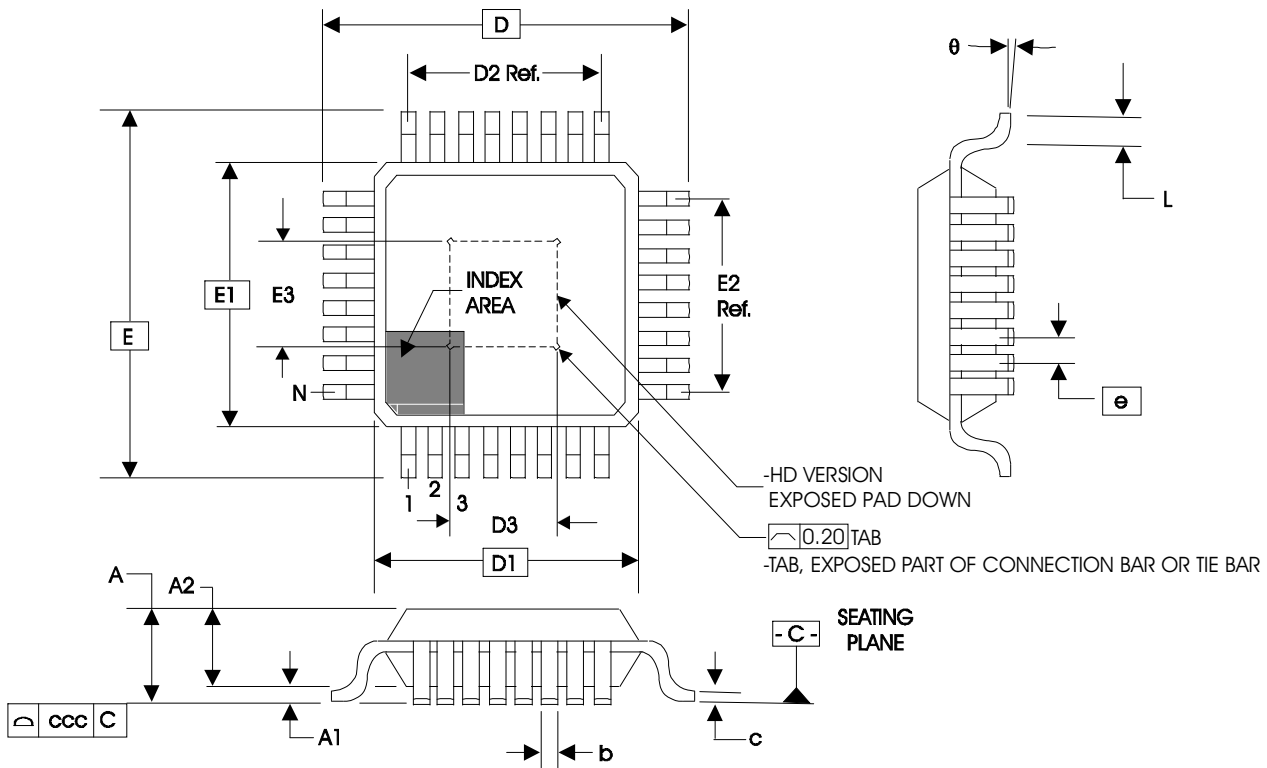 D
D2 Ref.
θ
L
E1
E3
INDEX
AREA
E2
Ref.
E
N
e
1
2
3
-HD VERSION
EXPOSED PAD DOWN
D3
0.20 TAB
-TAB, EXPOSED PART OF CONNECTION BAR OR TIE BAR
D1
A
A2
- C -
SEATING
PLANE
ccc C
A1
b
c